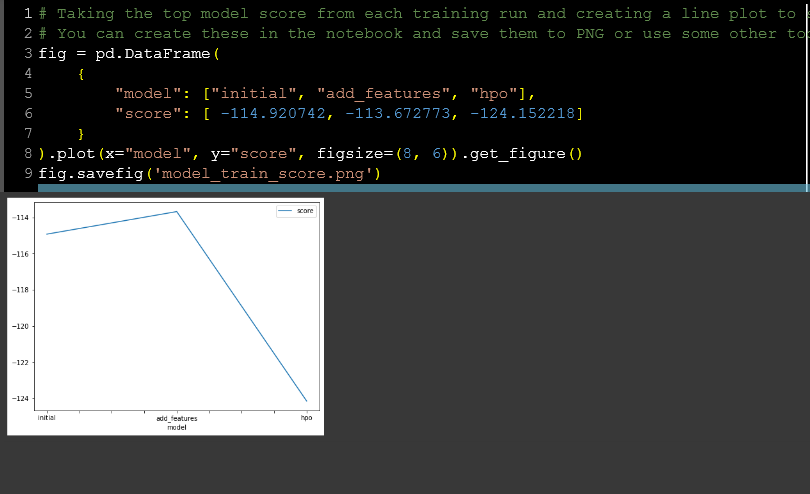 1 # Taking the top model score from each training run and creating a line plot to
2 # You can create these in the notebook and save them to PNG or use some other
3 fig = pd.DataFrame(
4     {
5         "model": ["initial", "add_features", "hpo"],
6         "score": [ -114.920742, -113.672773, -124.152218]
7     }
8 ).plot(x="model", y="score", figsize=(8, 6)).get_figure()
9 fig.savefig('model_train_score.png')
score
−114
−116
−118
−120
−122
−124
initial add_features hpo
model